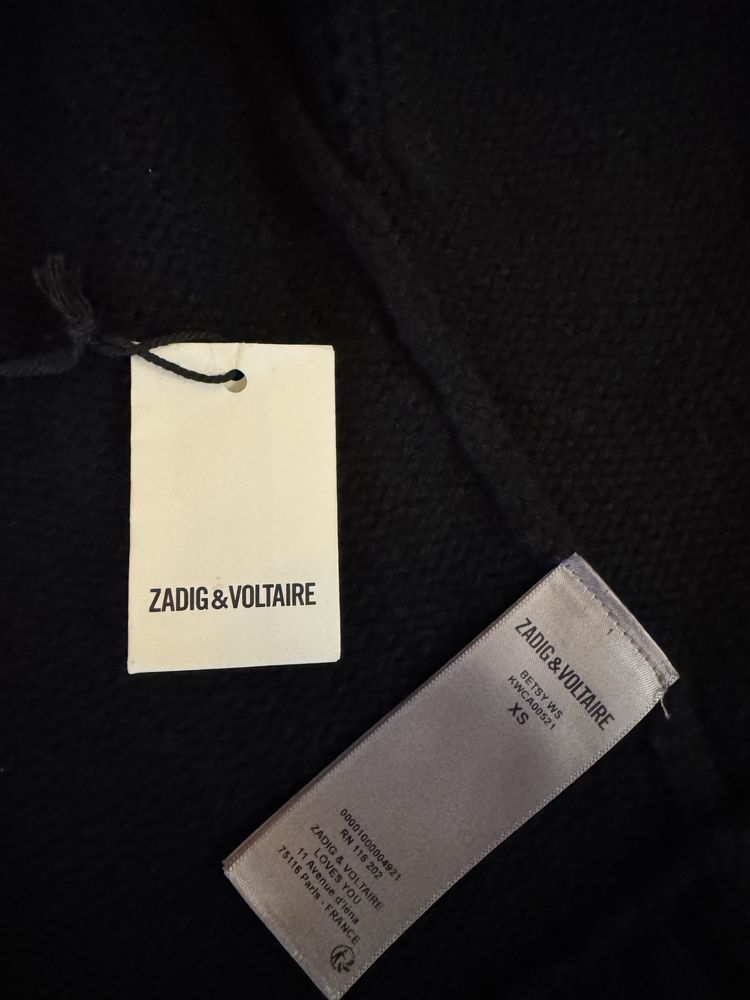 ZADIG&VOLTAIRE
ZADIG&VOLTAIRE
BETSY WS
KWCA00521
XS
00001000004921
RN 116 202
ZADIG & VOLTAIRE
LOVES YOU
11 Avenue d'Iéna
75116 Paris - FRANCE